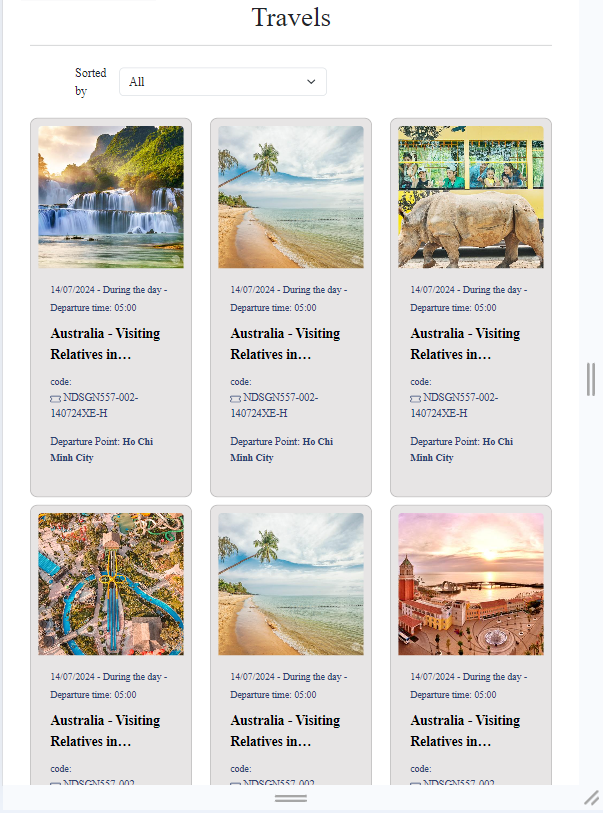 Travels
Sorted
by
All
14/07/2024 - During the day -
Departure time: 05:00
Australia - Visiting
Relatives in…
code:
NDSGN557-002-
140724XE-H
Departure Point: Ho Chi
Minh City
14/07/2024 - During the day -
Departure time: 05:00
Australia - Visiting
Relatives in…
code:
NDSGN557-002-
140724XE-H
Departure Point: Ho Chi
Minh City
14/07/2024 - During the day -
Departure time: 05:00
Australia - Visiting
Relatives in…
code:
NDSGN557-002-
140724XE-H
Departure Point: Ho Chi
Minh City
14/07/2024 - During the day -
Departure time: 05:00
Australia - Visiting
Relatives in…
code:
NDSGN557-002-
14/07/2024 - During the day -
Departure time: 05:00
Australia - Visiting
Relatives in…
code:
NDSGN557-002-
14/07/2024 - During the day -
Departure time: 05:00
Australia - Visiting
Relatives in…
code:
NDSGN557-002-